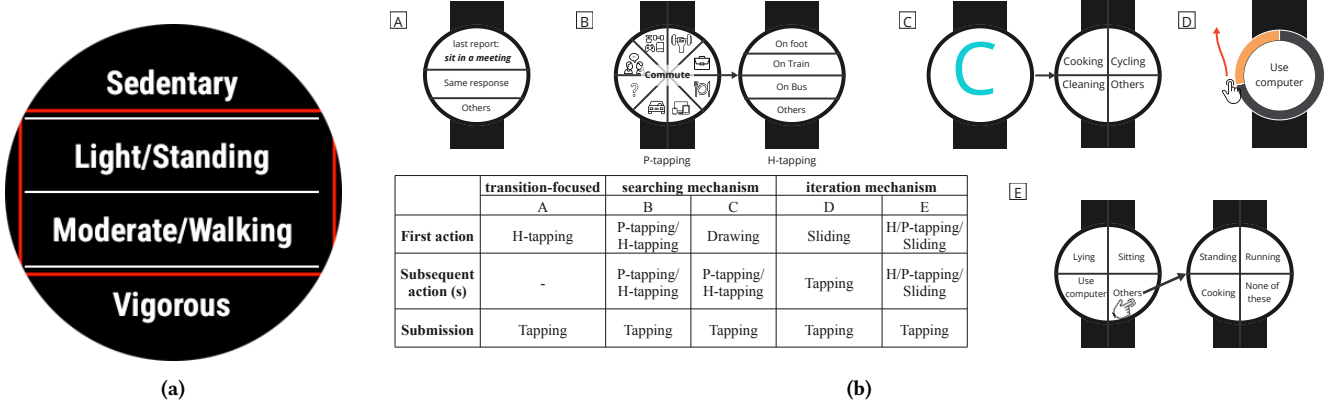 Sedentary
Light/Standing
Moderate/Walking
Vigorous
(a)
A
last report:
sit in a meeting
Same response
Others
B
Commute
?
P-tapping
On foot
On Train
On Bus
Others
H-tapping
C
C
Cooking Cycling
Cleaning Others
D
Use
computer
transition-focused searching mechanism iteration mechanism
A B C D E
First action H-tapping P-tapping/ H-tapping Drawing Sliding H/P-tapping/ Sliding
Subsequent action (s) - P-tapping/ H-tapping P-tapping/ H-tapping Tapping H/P-tapping/ Sliding
Submission Tapping Tapping Tapping Tapping Tapping
E
Lying Sitting
Use
computer Others
Standing Running
Cooking None of
these
(b)